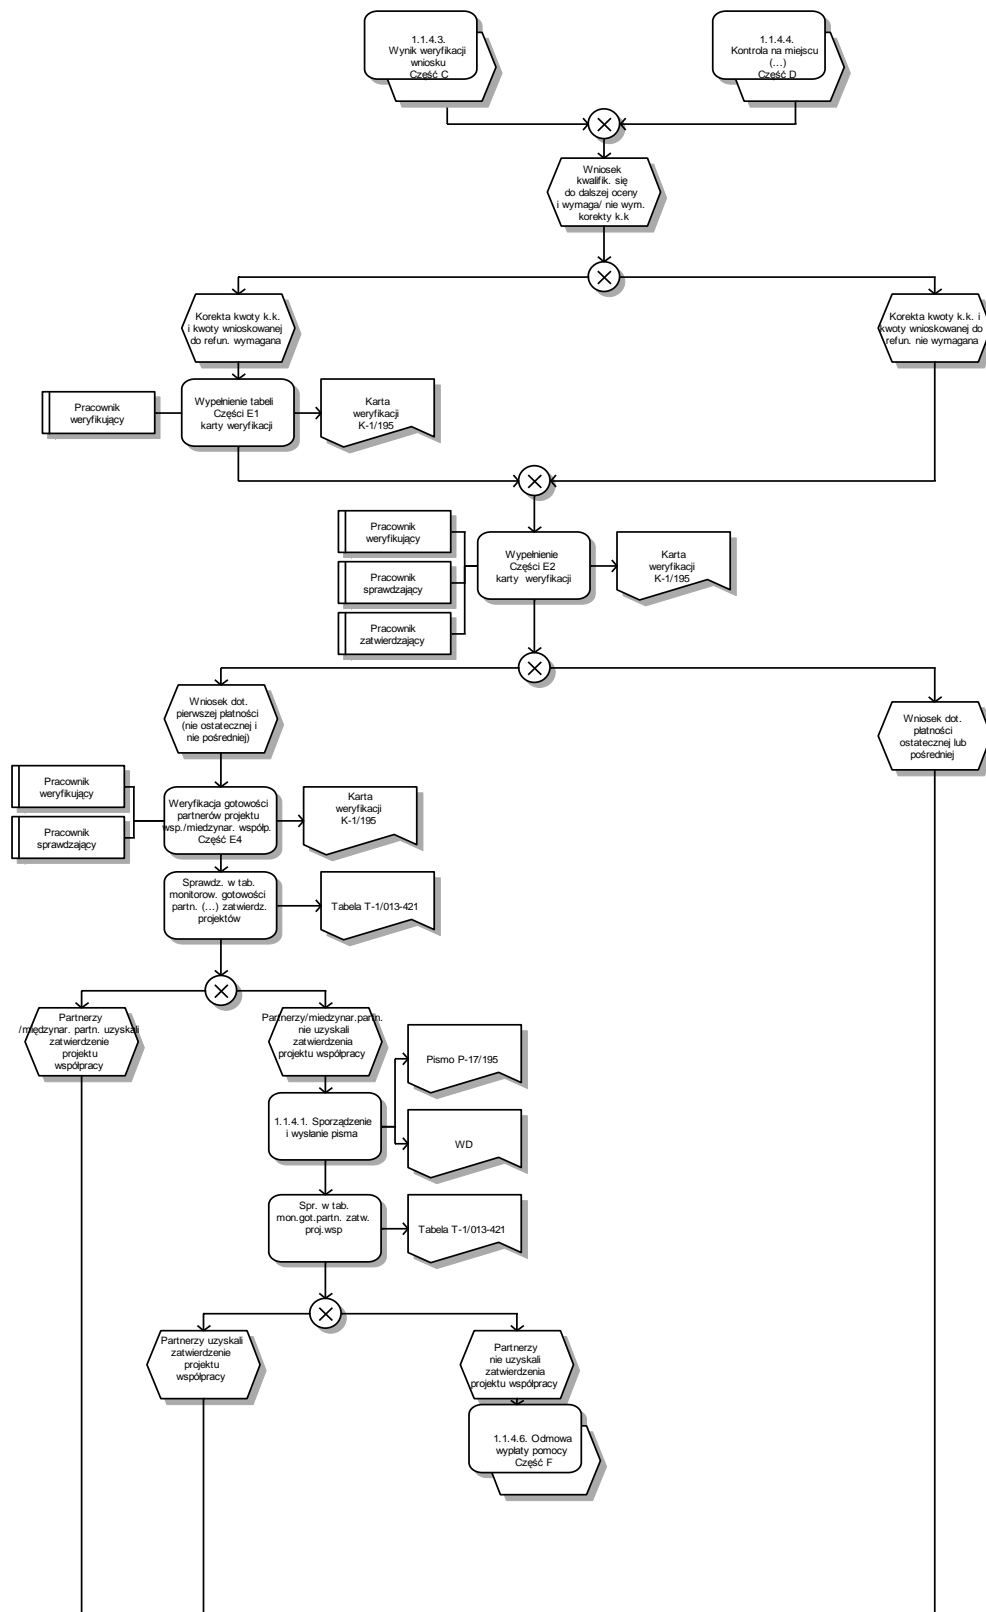 1.1.4.3.
Wynik weryfikacji
wniosku
Część C
1.1.4.4.
Kontrola na miejscu
(...)
Część D
Wniosek
kwalifik. się
do dalszej oceny
i wymaga/ nie wym.
korekty k.k
Korekta kwoty k.k.
i kwoty wnioskowanej
do refun. wymagana
Korekta kwoty k.k. i
kwoty wnioskowanej do
refun. nie wymagana
Pracownik
weryfikujący
Wypełnienie tabeli
Części E1
karty weryfikacji
Karta
weryfikacji
K-1/195
Pracownik
weryfikujący
Pracownik
sprawdzający
Pracownik
zatwierdzający
Wypełnienie
Części E2
karty weryfikacji
Karta
weryfikacji
K-1/195
Wniosek dot.
pierwszej płatności
(nie ostatecznej i
nie pośredniej)
Wniosek dot.
płatności
ostatecznej lub
pośredniej
Pracownik
weryfikujący
Pracownik
sprawdzający
Weryfikacja gotowości
partnerów projektu
wsp./miedzynar. współp.
Część E4
Karta
weryfikacji
K-1/195
Sprawdz. w tab.
monitorow. gotowości
partn. (...) zatwierdz.
projektów
Tabela T-1/013-421
Partnerzy
/międzynar. partn. uzyskali
zatwierdzenie
projektu
współpracy
Partnerzy/miedzynar.partn.
nie uzyskali
zatwierdzenia
projektu współpracy
Pismo P-17/195
1.1.4.1. Sporządzenie
i wysłanie pisma
WD
Spr. w tab.
mon.got.partn. zatw.
proj.wsp
Tabela T-1/013-421
Partnerzy uzyskali
zatwierdzenie
projektu
współpracy
Partnerzy
nie uzyskali
zatwierdzenia
projektu współpracy
1.1.4.6. Odmowa
wypłaty pomocy
Część F